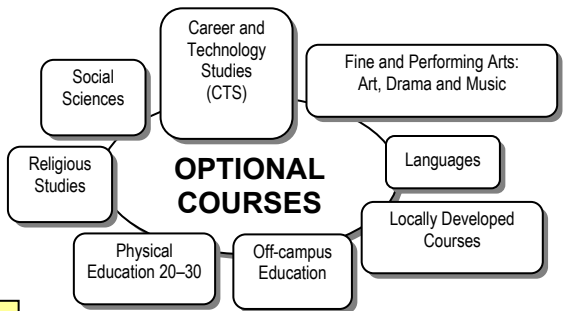 Career and
Technology
Studies
(CTS)
Fine and Performing Arts:
Art, Drama and Music
Social
Sciences
Languages
Religious
Studies
OPTIONAL
COURSES
Locally Developed
Courses
Physical
Education 20–30
Off-campus
Education